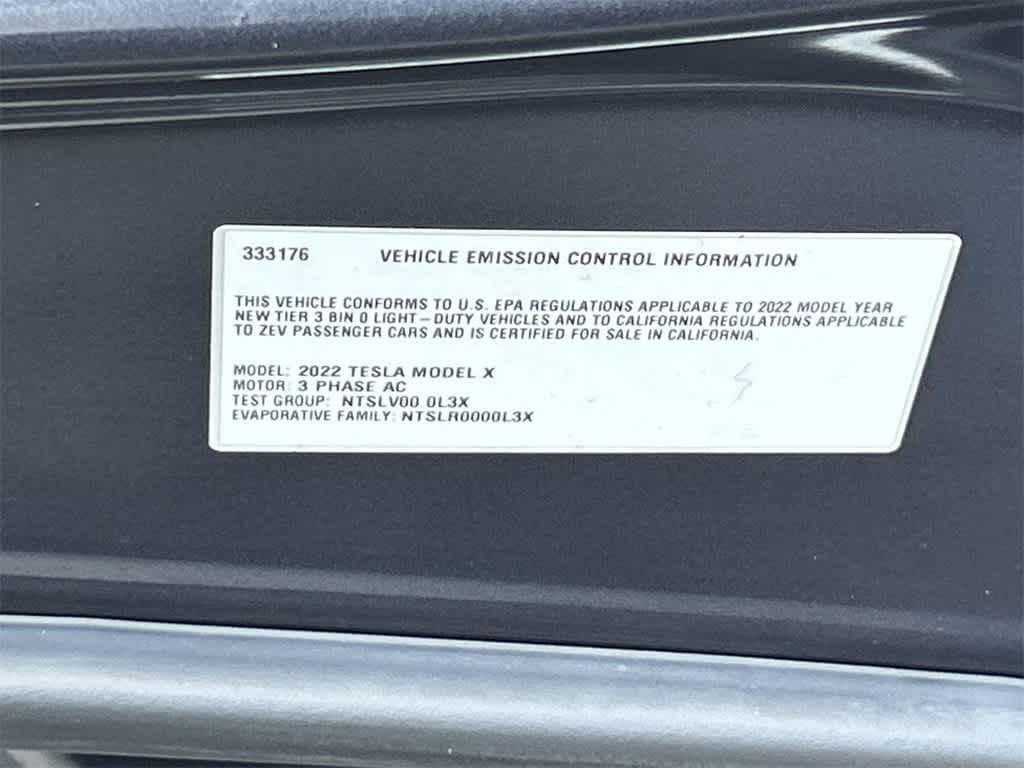 333176 VEHICLE EMISSION CONTROL INFORMATION
THIS VEHICLE CONFORMS TO U.S. EPA REGULATIONS APPLICABLE TO 2022 MODEL YEAR
NEW TIER 3 BIN 0 LIGHT-DUTY VEHICLES AND TO CALIFORNIA REGULATIONS APPLICABLE
TO ZEV PASSENGER CARS AND IS CERTIFIED FOR SALE IN CALIFORNIA.
MODEL: 2022 TESLA MODEL X
MOTOR: 3 PHASE AC
TEST GROUP: NTSLV00.0L3X
EVAPORATIVE FAMILY: NTSLR0000L3X